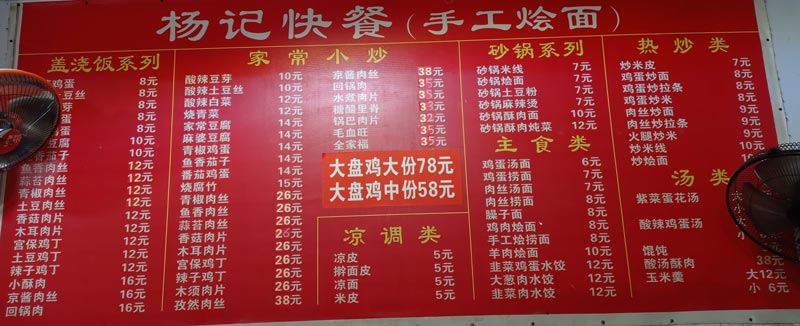 杨记快餐(手工烩面)
盖浇饭系列
鸡蛋 8元
土豆丝 8元
8元
8元
豆腐 10元
茄子 10元
鱼香肉丝 12元
蒜苔肉丝 12元
青椒肉丝 12元
土豆肉丝 12元
香菇肉片 12元
木耳肉片 12元
宫保鸡丁 12元
土豆鸡丁 12元
辣子鸡丁 12元
小酥肉 16元
京酱肉丝 16元
回锅肉 16元
家常小炒
酸辣豆芽 10元
酸辣土豆丝 10元
酸辣白菜 12元
烧青菜 12元
家常豆腐 14元
麻婆豆腐 14元
青椒鸡蛋 14元
鱼香茄子 14元
番茄鸡蛋 14元
烧腐竹 15元
青椒肉丝 26元
鱼香肉丝 26元
蒜苔肉丝 26元
香菇肉片 26元
木耳肉片 26元
宫保鸡丁 26元
辣子鸡丁 26元
木须肉片 26元
孜然肉丝 38元
京酱肉丝 38元
回锅肉 35元
水煮肉片 35元
糖醋里脊 33元
锅巴肉片 32元
毛血旺 35元
全家福 35元
大盘鸡大份78元
大盘鸡中份58元
凉调类
凉皮 5元
擀面皮 5元
凉面 5元
米皮 5元
砂锅系列
砂锅米线 7元
砂锅烩面 7元
砂锅土豆粉 7元
砂锅麻辣烫 7元
砂锅酥肉面 10元
砂锅酥肉炖菜 12元
主食类
鸡蛋汤面 6元
鸡蛋捞面 7元
肉丝汤面 7元
肉丝捞面 8元
臊子面 8元
鸡肉烩面 8元
手工烩捞面 8元
羊肉烩面 10元
韭菜鸡蛋水饺 12元
大葱肉水饺 12元
韭菜肉水饺 12元
热炒类
炒米皮 7元
鸡蛋炒面 8元
鸡蛋炒拉条 8元
鸡蛋炒米 8元
肉丝炒面
肉丝炒拉条
火腿炒米
炒米线
炒烩面
汤类
紫菜蛋花汤
酸辣鸡蛋汤
馄饨
酸汤酥肉 38元
玉米羹 大12元
小 6元